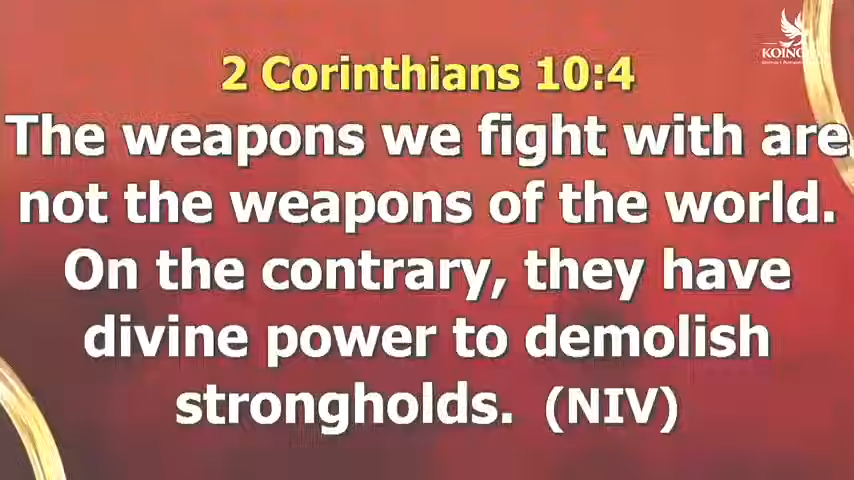 2 Corinthians 10:4
The weapons we fight with are
not the weapons of the world.
On the contrary, they have
divine power to demolish
strongholds. (NIV)